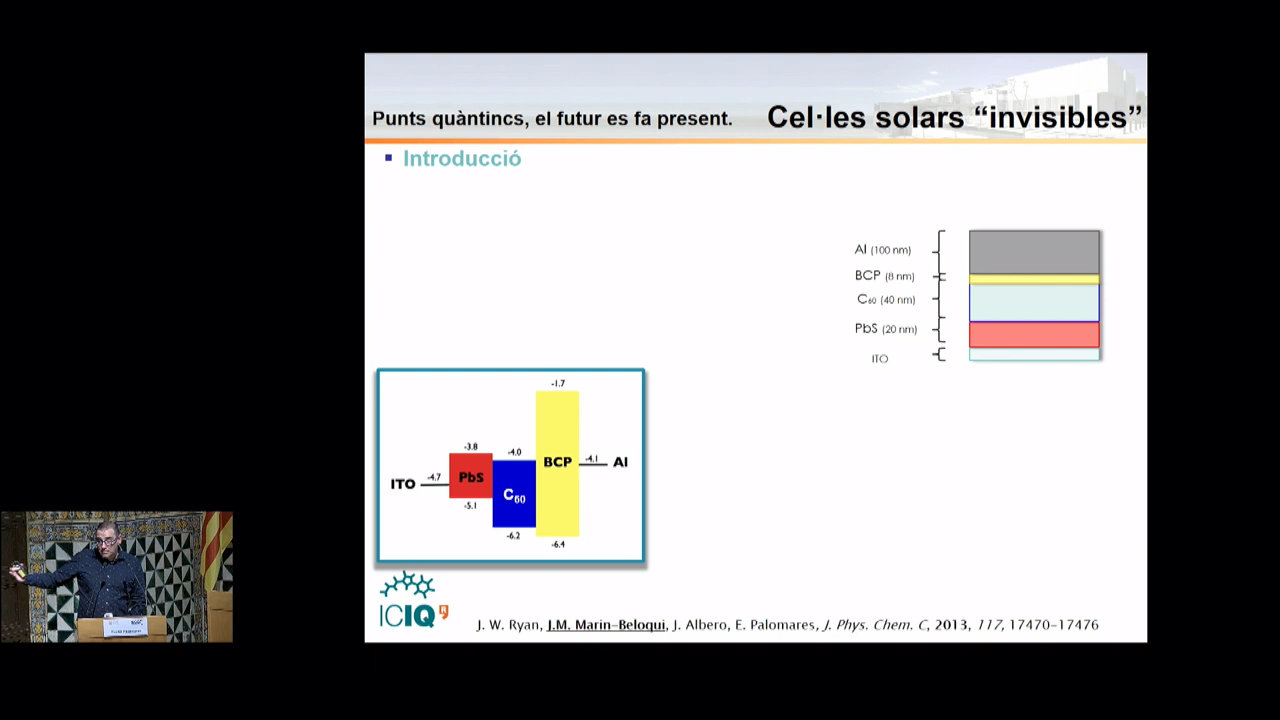 Punts quàntincs, el futur es fa present.
Cel·les solars “invisibles”
Introducció
Al (100 nm)
BCP (8 nm)
C₆₀ (40 nm)
PbS (20 nm)
ITO
-1.7
-3.8
-4.0
ITO
-4.7
PbS
C₆₀
BCP
-4.1
Al
-5.1
-6.2
-6.4
ICIQ
J. W. Ryan, J.M. Marin-Beloqui, J. Albero, E. Palomares, J. Phys. Chem. C, 2013, 117, 17470-17476